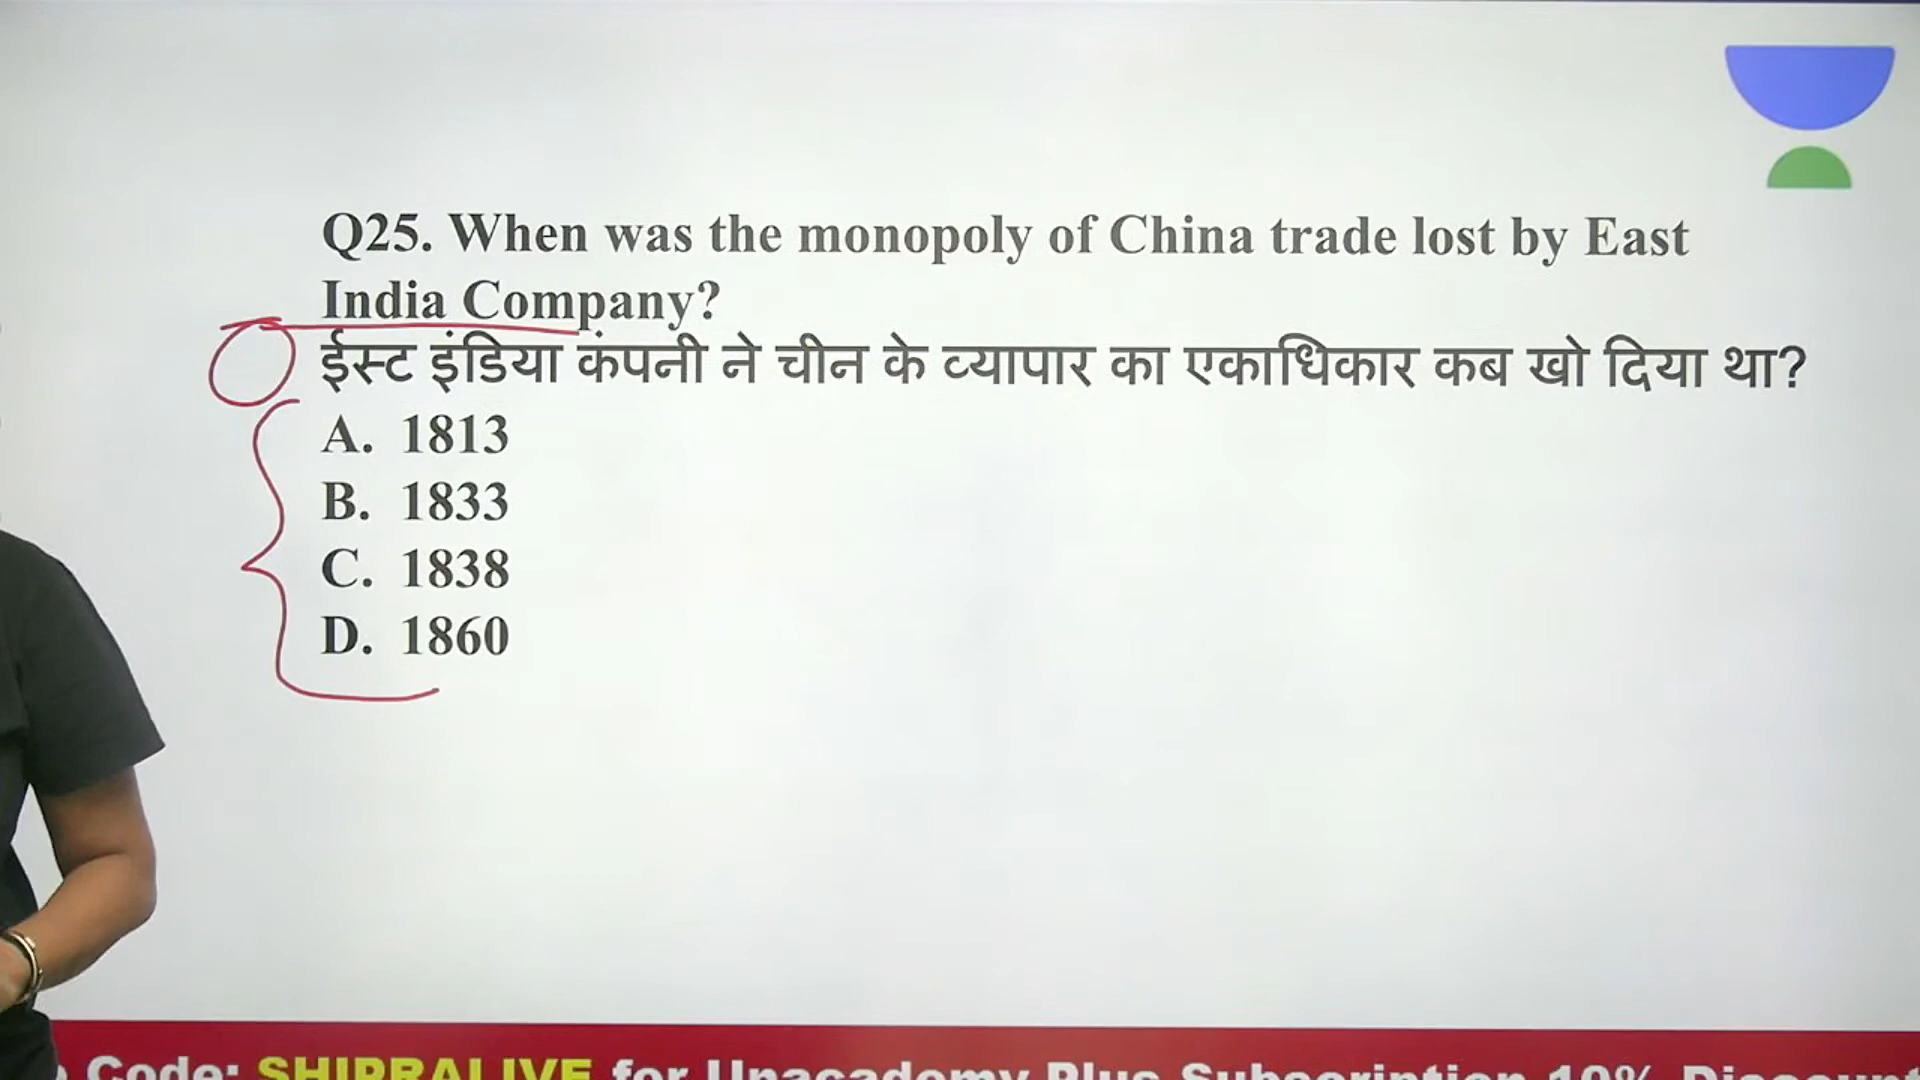 Q25. When was the monopoly of China trade lost by East
India Company?
ईस्ट इंडिया कंपनी ने चीन के व्यापार का एकाधिकार कब खो दिया था?
A. 1813
B. 1833
C. 1838
D. 1860
Code: SHIPRALIVE for Unacademy Plus Subscription 10% Discount